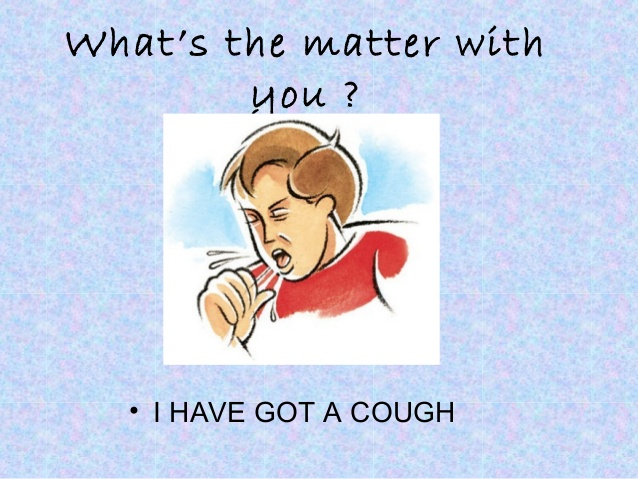 What's the matter with
you ?
• I HAVE GOT A COUGH